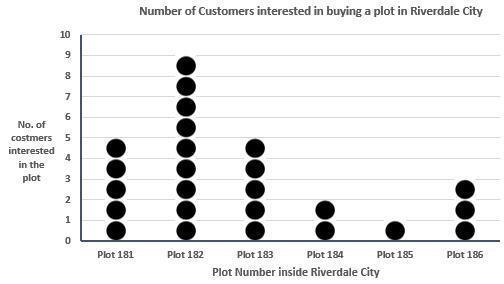 Number of Customers interested in buying a plot in Riverdale City
10
9
8
7
6
5
4
3
2
1
0
No. of
costmers
interested
in the
plot
Plot 181 Plot 182 Plot 183 Plot 184 Plot 185 Plot 186
Plot Number inside Riverdale City